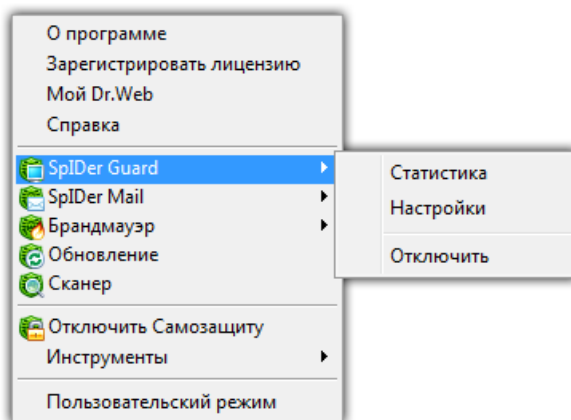 О программе
Зарегистрировать лицензию
Мой Dr.Web
Справка
SpIDer Guard
SpIDer Mail
Брандмауэр
Обновление
Сканер
Отключить Самозащиту
Инструменты
Пользовательский режим
Статистика
Настройки
Отключить